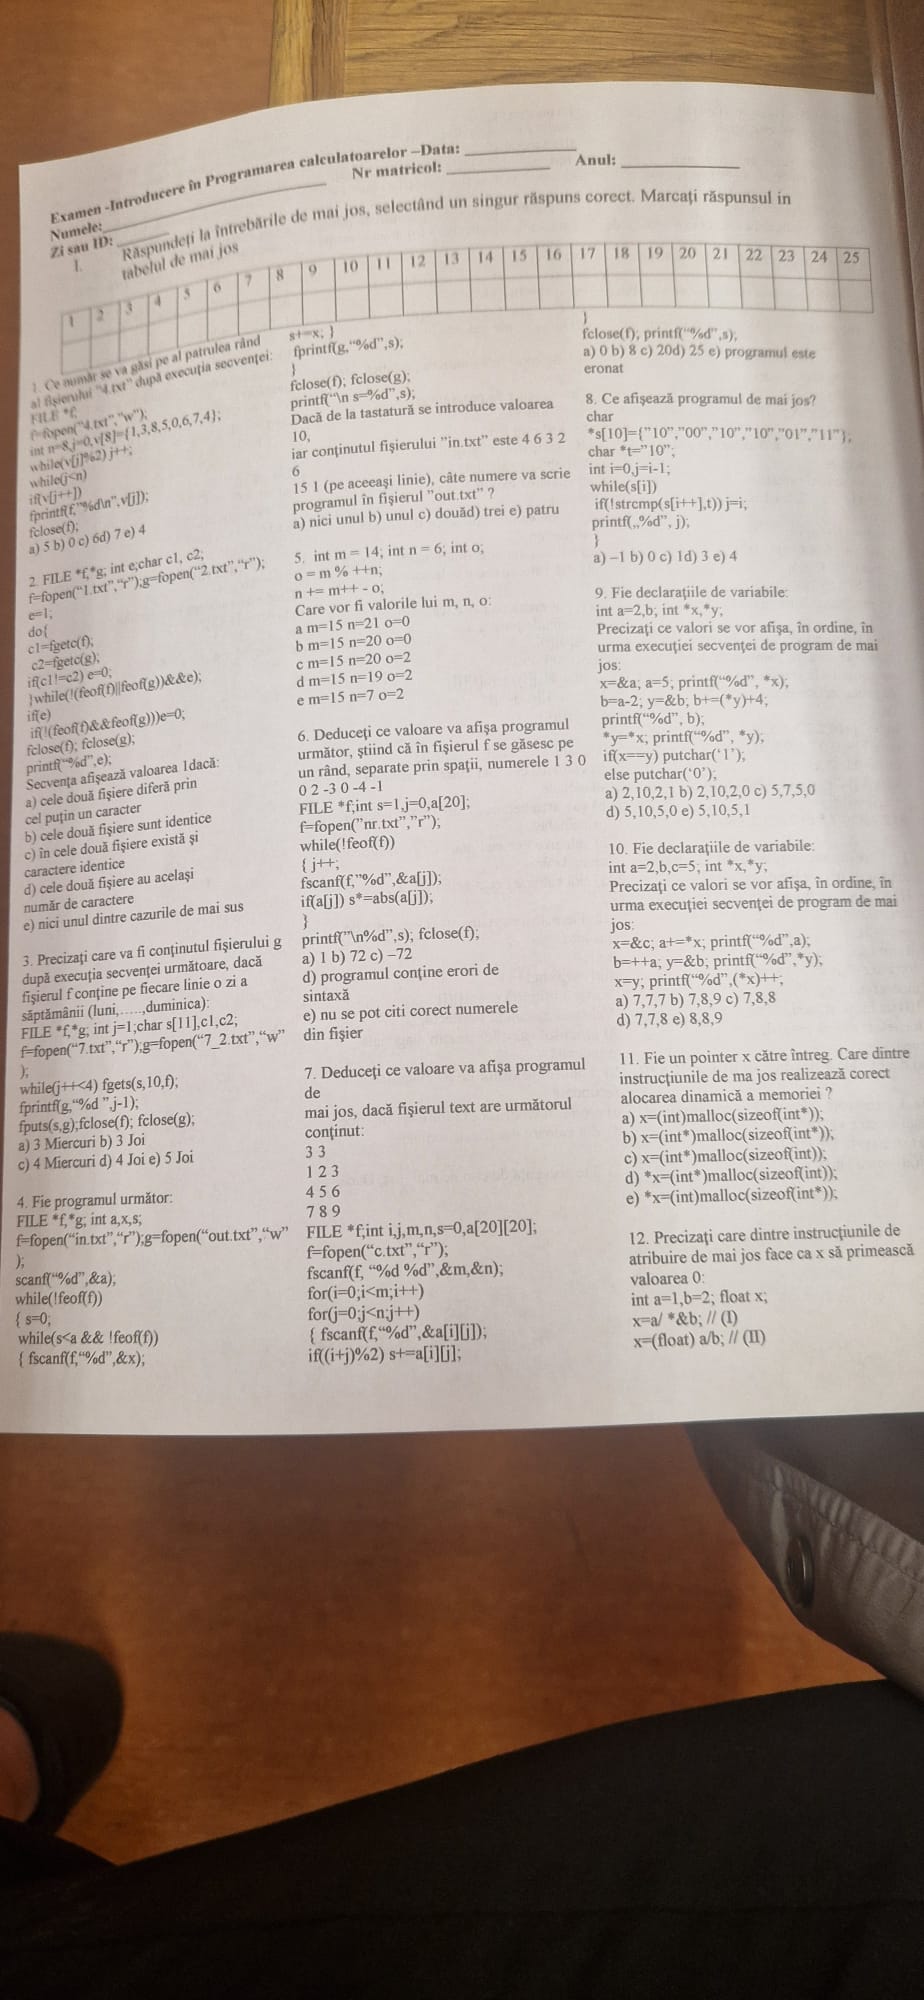 Examen -Introducere în Programarea calculatoarelor –Data: ____________
Numele:____________ Nr matricol: ____________ Anul: ____________
Zi sau ID: ______
I. Răspundeţi la întrebările de mai jos, selectând un singur răspuns corect. Marcaţi răspunsul in
tabelul de mai jos
1 2 3 4 5 6 7 8 9 10 11 12 13 14 15 16 17 18 19 20 21 22 23 24 25
1. Ce număr se va găsi pe al patrulea rând
al fişierului "4.txt" după execuţia secvenţei:
FILE *f;
f=fopen("4.txt","w");
int n=8,j=0,v[8]={1,3,8,5,0,6,7,4};
while(v[j]%2) j++;
while(j<n)
if(v[j++])
fprintf(f,"%d\n",v[j]);
fclose(f);
a) 5 b) 0 c) 6d) 7 e) 4
2. FILE *f,*g; int e;char c1, c2;
f=fopen("1.txt","r");g=fopen("2.txt","r");
e=1;
do{
c1=fgetc(f);
c2=fgetc(g);
if(c1!=c2) e=0;
}while(!(feof(f)||feof(g))&&e);
if(e)
if(!(feof(f)&&feof(g)))e=0;
fclose(f); fclose(g);
printf("%d",e);
Secvenţa afişează valoarea 1dacă:
a) cele două fişiere diferă prin
cel puţin un caracter
b) cele două fişiere sunt identice
c) în cele două fişiere există şi
caractere identice
d) cele două fişiere au acelaşi
număr de caractere
e) nici unul dintre cazurile de mai sus
3. Precizaţi care va fi conţinutul fişierului g
după execuţia secvenţei următoare, dacă
fişierul f conţine pe fiecare linie o zi a
săptămânii (luni,…..,duminica):
FILE *f,*g; int j=1;char s[11],c1,c2;
f=fopen("7.txt","r");g=fopen("7_2.txt","w"
);
while(j++<4) fgets(s,10,f);
fprintf(g,"%d ",j-1);
fputs(s,g);fclose(f); fclose(g);
a) 3 Miercuri b) 3 Joi
c) 4 Miercuri d) 4 Joi e) 5 Joi
4. Fie programul următor:
FILE *f,*g; int a,x,s;
f=fopen("in.txt","r");g=fopen("out.txt","w"
);
scanf("%d",&a);
while(!feof(f))
{ s=0;
while(s<a && !feof(f))
{ fscanf(f,"%d",&x);
s+=x; }
fprintf(g,"%d",s);
}
fclose(f); fclose(g);
printf("\n s=%d",s);
Dacă de la tastatură se introduce valoarea
10,
iar conţinutul fişierului "in.txt" este 4 6 3 2
6
15 1 (pe aceeaşi linie), câte numere va scrie
programul în fişierul "out.txt" ?
a) nici unul b) unul c) douăd) trei e) patru
5. int m = 14; int n = 6; int o;
o = m % ++n;
n += m++ - o;
Care vor fi valorile lui m, n, o:
a m=15 n=21 o=0
b m=15 n=20 o=0
c m=15 n=20 o=2
d m=15 n=19 o=2
e m=15 n=7 o=2
6. Deduceţi ce valoare va afişa programul
următor, ştiind că în fişierul f se găsesc pe
un rând, separate prin spaţii, numerele 1 3 0
0 2 -3 0 -4 -1
FILE *f;int s=1,j=0,a[20];
f=fopen("nr.txt","r");
while(!feof(f))
{ j++;
fscanf(f,"%d",&a[j]);
if(a[j]) s*=abs(a[j]);
}
printf("\n%d",s); fclose(f);
a) 1 b) 72 c) –72
d) programul conţine erori de
sintaxă
e) nu se pot citi corect numerele
din fişier
7. Deduceţi ce valoare va afişa programul
de
mai jos, dacă fişierul text are următorul
conţinut:
3 3
1 2 3
4 5 6
7 8 9
FILE *f;int i,j,m,n,s=0,a[20][20];
f=fopen("c.txt","r");
fscanf(f, "%d %d",&m,&n);
for(i=0;i<m;i++)
for(j=0;j<n;j++)
{ fscanf(f,"%d",&a[i][j]);
if((i+j)%2) s+=a[i][j];
}
fclose(f); printf("%d",s);
a) 0 b) 8 c) 20d) 25 e) programul este
eronat
8. Ce afişează programul de mai jos?
char
*s[10]={"10","00","10","10","01","11"};
char *t="10";
int i=0,j=i-1;
while(s[i])
if(!strcmp(s[i++],t)) j=i;
printf(„%d", j);
}
a) –1 b) 0 c) 1d) 3 e) 4
9. Fie declaraţiile de variabile:
int a=2,b; int *x,*y;
Precizaţi ce valori se vor afişa, în ordine, în
urma execuţiei secvenţei de program de mai
jos:
x=&a; a=5; printf("%d", *x);
b=a-2; y=&b; b+=(*y)+4;
printf("%d", b);
*y=*x; printf("%d", *y);
if(x==y) putchar('1');
else putchar('0');
a) 2,10,2,1 b) 2,10,2,0 c) 5,7,5,0
d) 5,10,5,0 e) 5,10,5,1
10. Fie declaraţiile de variabile:
int a=2,b,c=5; int *x,*y;
Precizaţi ce valori se vor afişa, în ordine, în
urma execuţiei secvenţei de program de mai
jos:
x=&c; a+=*x; printf("%d",a);
b=++a; y=&b; printf("%d",*y);
x=y; printf("%d",(*x)++;
a) 7,7,7 b) 7,8,9 c) 7,8,8
d) 7,7,8 e) 8,8,9
11. Fie un pointer x către întreg. Care dintre
instrucţiunile de ma jos realizează corect
alocarea dinamică a memoriei ?
a) x=(int)malloc(sizeof(int*));
b) x=(int*)malloc(sizeof(int*));
c) x=(int*)malloc(sizeof(int));
d) *x=(int*)malloc(sizeof(int));
e) *x=(int)malloc(sizeof(int*));
12. Precizaţi care dintre instrucţiunile de
atribuire de mai jos face ca x să primească
valoarea 0:
int a=1,b=2; float x;
x=a/ *&b; // (I)
x=(float) a/b; // (II)